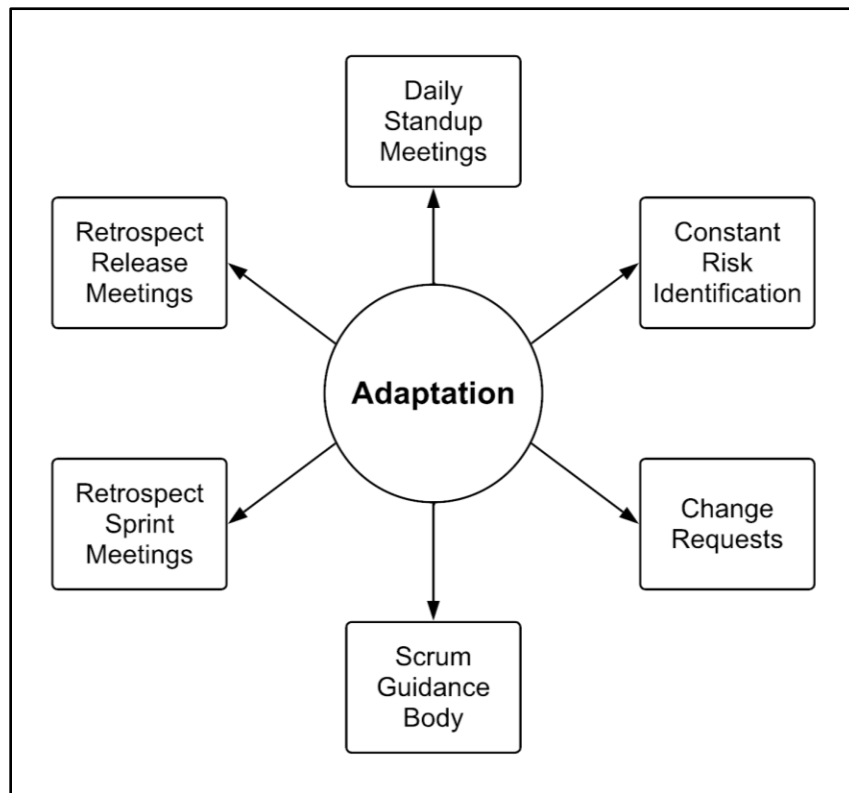 Daily
Standup
Meetings
Retrospect
Release
Meetings
Constant
Risk
Identification
Adaptation
Retrospect
Sprint
Meetings
Change
Requests
Scrum
Guidance
Body